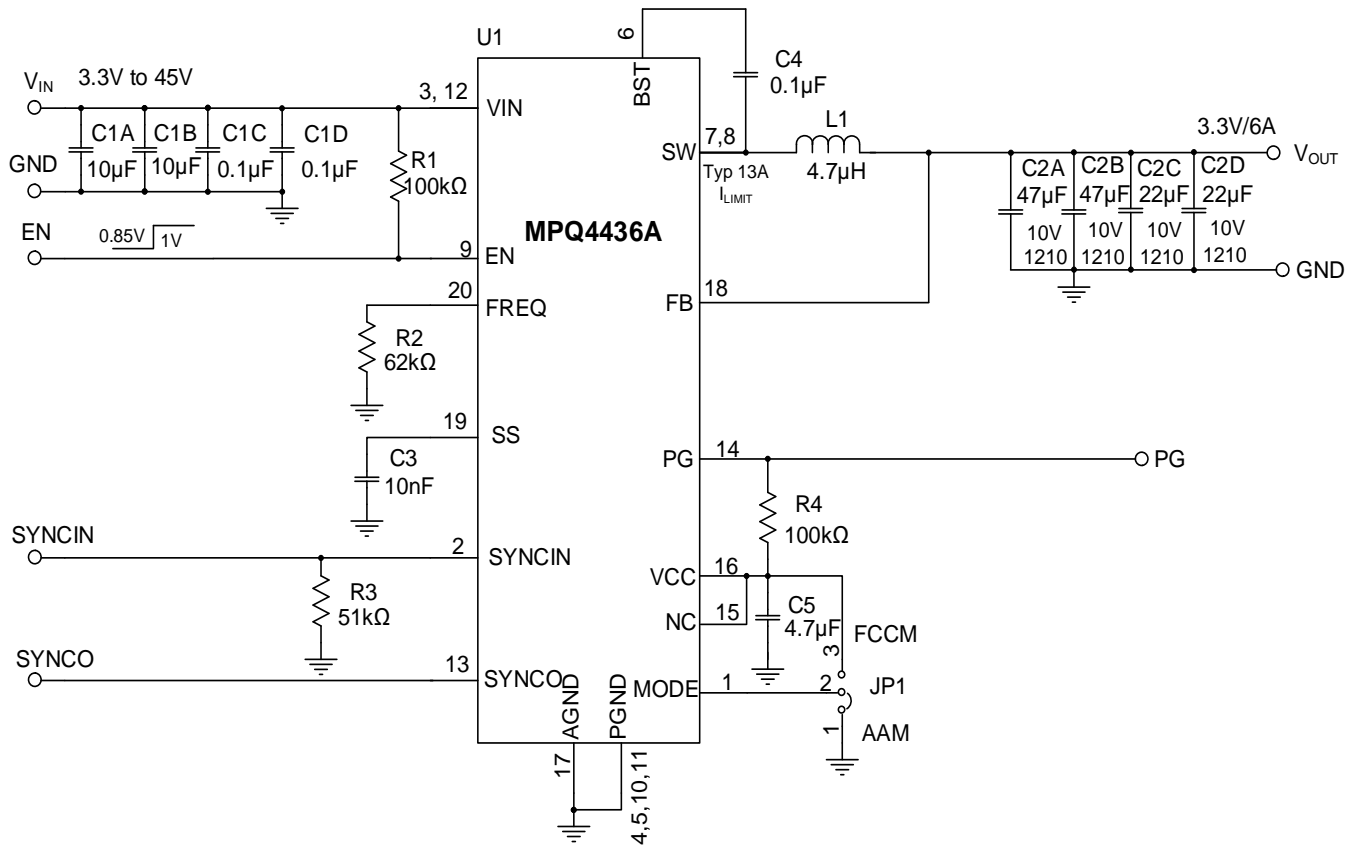 U1
6
BST
C4
0.1µF
VIN 3.3V to 45V
3, 12
VIN
C1A
10µF
C1B
10µF
C1C
0.1µF
C1D
0.1µF
R1
100kΩ
GND
EN
0.85V
1V
9
EN
SW
7,8
Typ 13A
ILIMIT
L1
4.7µH
3.3V/6A
VOUT
C2A
47µF
10V
1210
C2B
47µF
10V
1210
C2C
22µF
10V
1210
C2D
22µF
10V
1210
GND
MPQ4436A
20
FREQ
R2
62kΩ
FB
18
19
SS
C3
10nF
PG
14
PG
R4
100kΩ
SYNCIN
2
SYNCIN
R3
51kΩ
VCC
16
NC
15
C5
4.7µF
FCCM
3
SYNCO
13
SYNCO
MODE
1
2
JP1
1
AAM
AGND
PGND
17
4,5,10,11